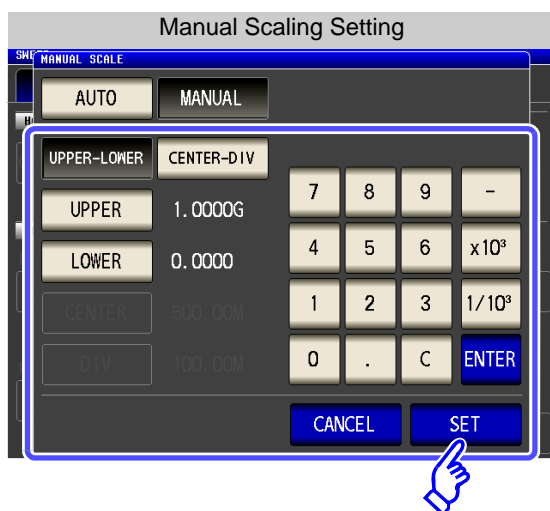 Manual Scaling Setting
SWE
MANUAL SCALE
AUTO MANUAL
H
UPPER-LOWER CENTER-DIV
UPPER 1.0000G
LOWER 0.0000
CENTER 500.00M
DIV 100.00M
7 8 9 -
4 5 6 x10³
1 2 3 1/10³
0 . C ENTER
CANCEL SET